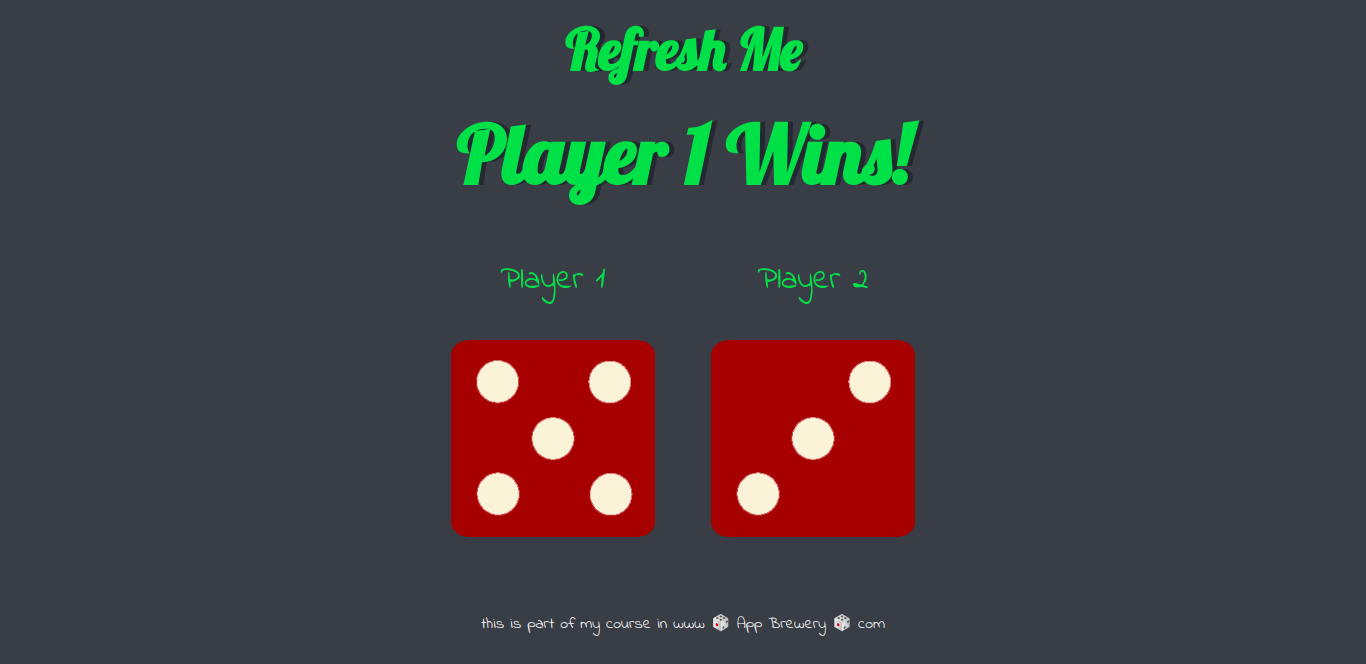 Refresh Me
Player 1 Wins!
Player 1
Player 2
this is part of my course in www 🎲 App Brewery 🎲 com